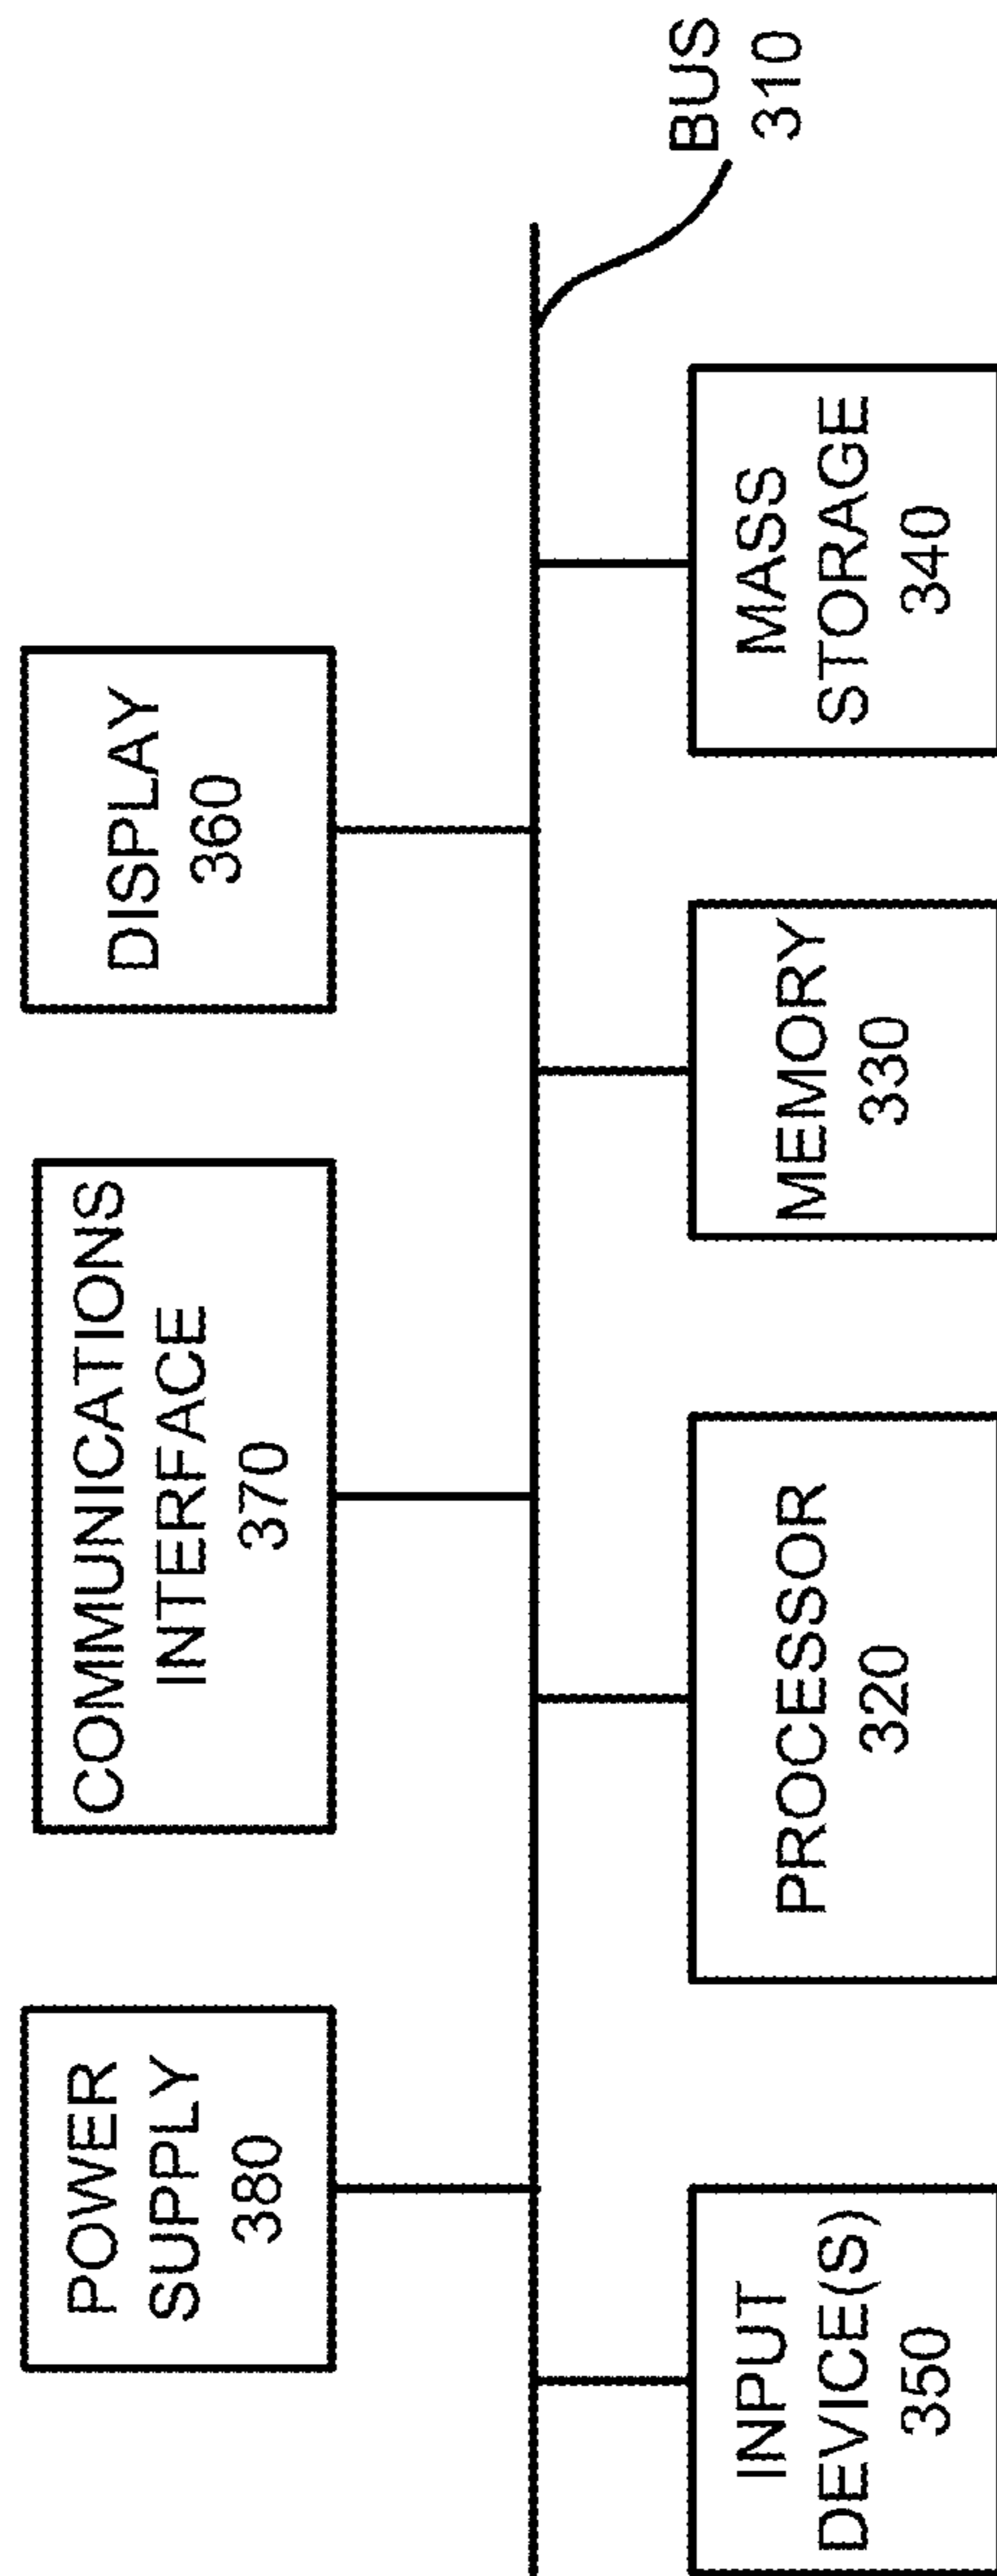 POWER
SUPPLY
380
COMMUNICATIONS
INTERFACE
370
DISPLAY
360
BUS
310
INPUT
DEVICE(S)
350
PROCESSOR
320
MEMORY
330
MASS
STORAGE
340